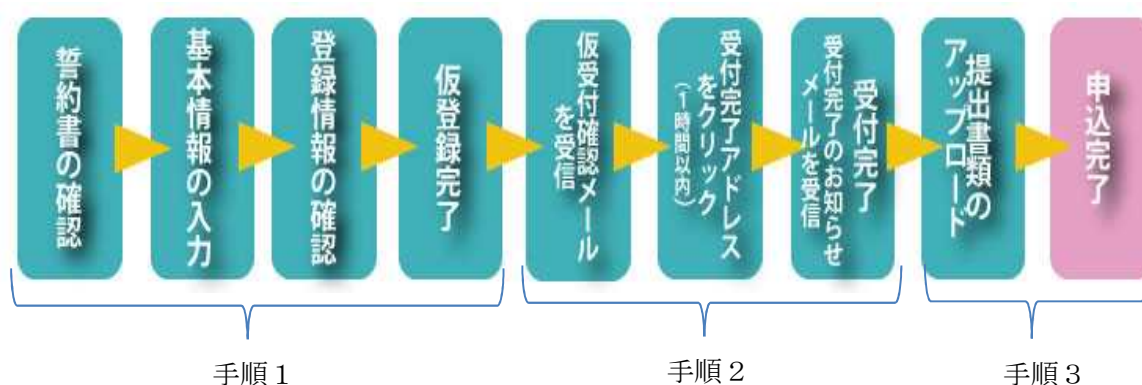 誓約書の確認
基本情報の入力
登録情報の確認
仮登録完了
仮受付確認メール
を受信
受付完了アドレス
をクリック
(1時間以内)
受付完了
受付完了のお知らせ
メールを受信
提出書類の
アップロード
申込完了
手順１
手順２
手順３